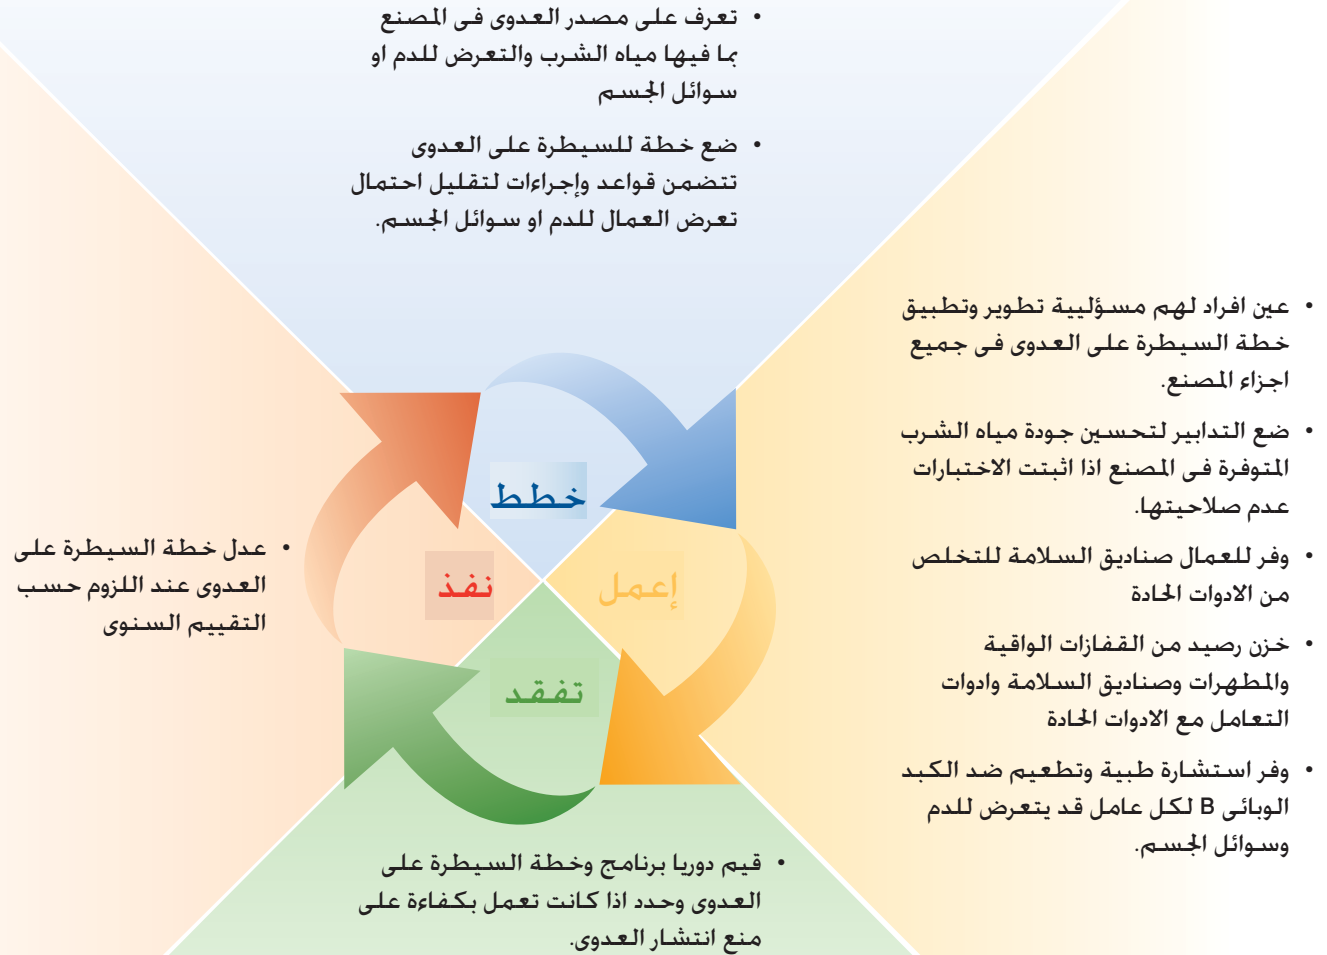 • تعرف على مصدر العدوى فى المصنع
بما فيها مياه الشرب والتعرض للدم او
سوائل الجسم
• ضع خطة للسيطرة على العدوى
تتضمن قواعد وإجراءات لتقليل احتمال
تعرض العمال للدم او سوائل الجسم.
• عين افراد لهم مسؤليية تطوير وتطبيق
خطة السيطرة على العدوى فى جميع
اجزاء المصنع.
• ضع التدابير لتحسين جودة مياه الشرب
المتوفرة فى المصنع اذا اثبتت الاختبارات
عدم صلاحيتها.
• وفر للعمال صناديق السلامة للتخلص
من الادوات الحادة
• خزن رصيد من القفازات الواقية
والمطهرات وصناديق السلامة وادوات
التعامل مع الادوات الحادة
• وفر استشارة طبية وتطعيم ضد الكبد
الوبائى B لكل عامل قد يتعرض للدم
وسوائل الجسم.
خطط
إعمل
نفذ
تفقد
• عدل خطة السيطرة على
العدوى عند اللزوم حسب
التقييم السنوى
• قيم دوريا برنامج وخطة السيطرة على
العدوى وحدد اذا كانت تعمل بكفاءة على
منع انتشار العدوى.